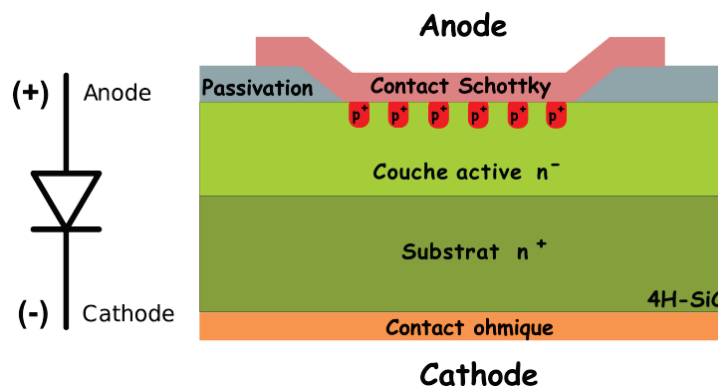 Anode
(+)
Anode
Passivation
Contact Schottky
p+ p+ p+ p+ p+ p+
Couche active n⁻
Substrat n⁺
(-)
Cathode
4H-SiC
Contact ohmique
Cathode